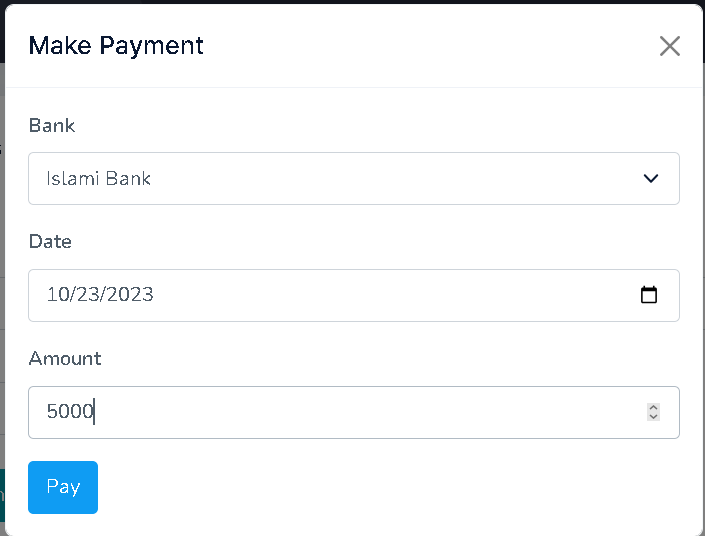 Make Payment
Bank
Islami Bank
Date
10/23/2023
Amount
5000
Pay